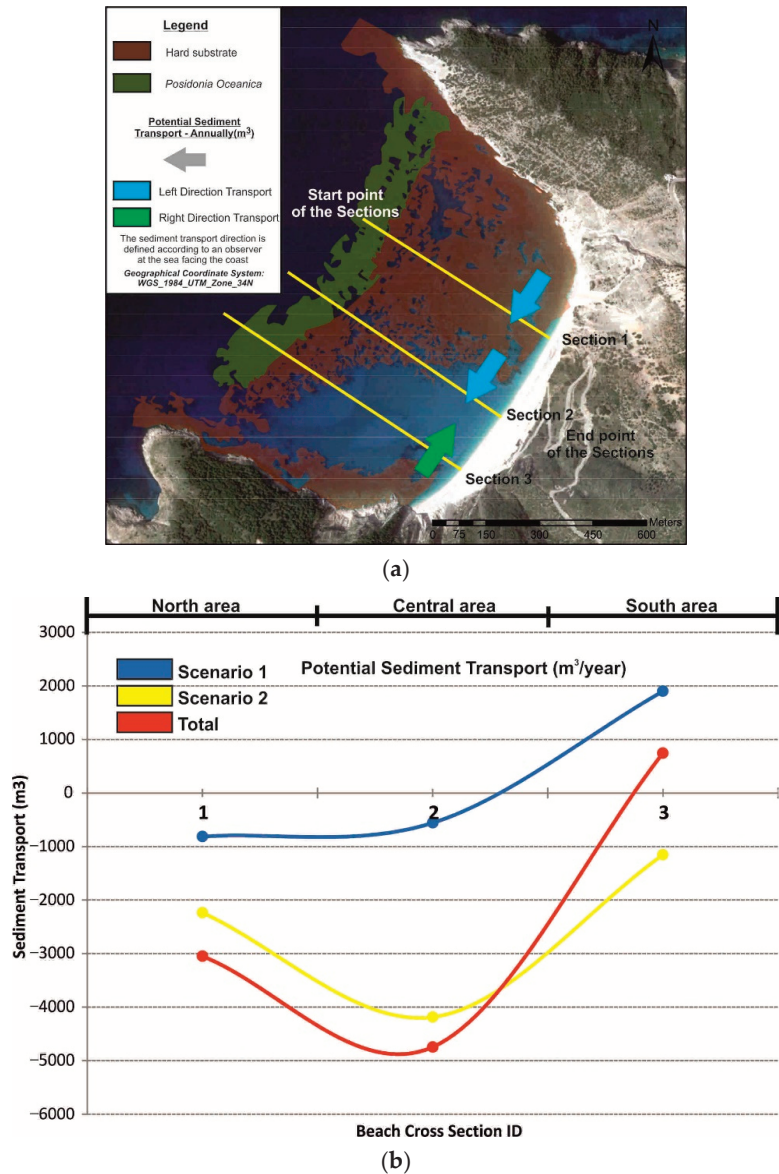 Legend
Hard substrate
Posidonia Oceanica
Potential Sediment
Transport - Annually(m³)
Left Direction Transport
Right Direction Transport
The sediment transport direction is
defined according to an observer
at the sea facing the coast
Geographical Coordinate System:
WGS_1984_UTM_Zone_34N
N
Start point
of the Sections
Section 1
Section 2
End point
of the Sections
Section 3
Meters
0 75 150 300 450 600
(a)
North area Central area South area
Potential Sediment Transport (m³/year)
Scenario 1
Scenario 2
Total
3000
2000
1000
0
−1000
−2000
−3000
−4000
−5000
−6000
1 2 3
Sediment Transport (m3)
Beach Cross Section ID
(b)